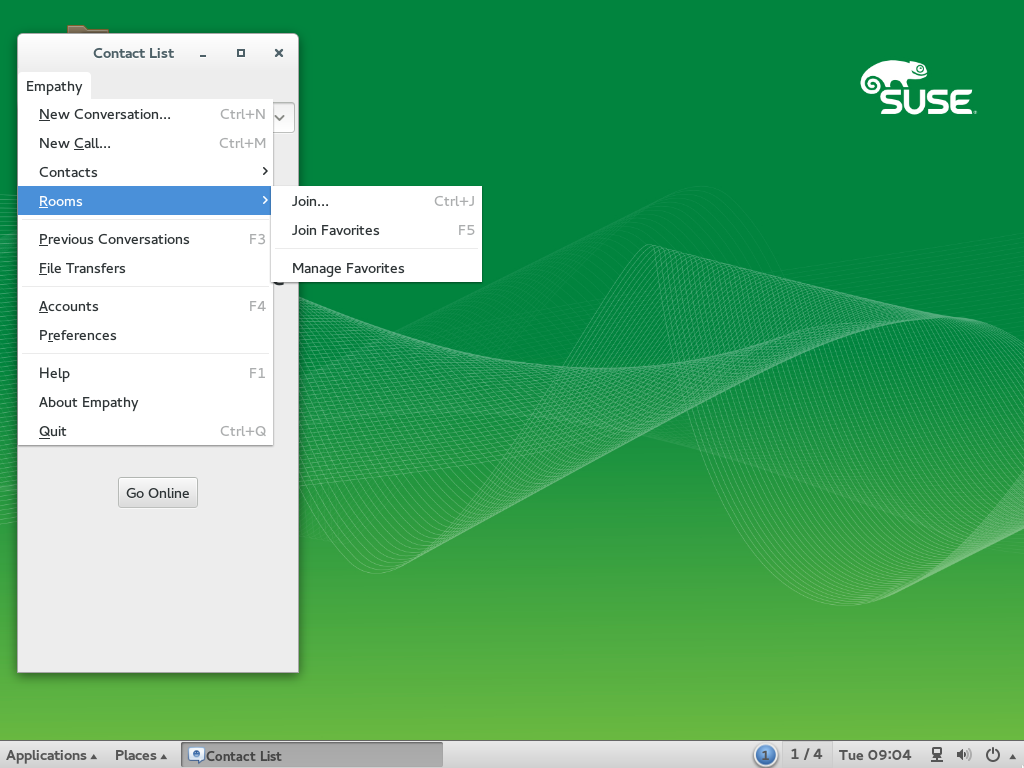 Contact List
SUSE
Empathy
New Conversation... Ctrl+N
New Call... Ctrl+M
Contacts
Rooms
Join... Ctrl+J
Join Favorites F5
Manage Favorites
Previous Conversations F3
File Transfers
Accounts F4
Preferences
Help F1
About Empathy
Quit Ctrl+Q
Go Online
Applications Places Contact List 1 1 / 4 Tue 09:04